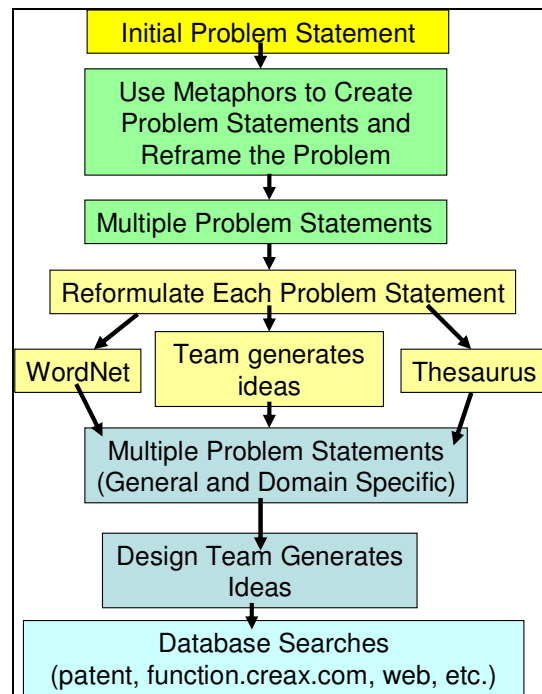 Initial Problem Statement
Use Metaphors to Create
Problem Statements and
Reframe the Problem
Multiple Problem Statements
Reformulate Each Problem Statement
WordNet
Team generates
ideas
Thesaurus
Multiple Problem Statements
(General and Domain Specific)
Design Team Generates
Ideas
Database Searches
(patent, function.creax.com, web, etc.)